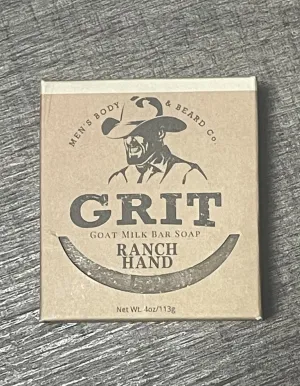 MEN'S BODY & BEARD Co.
GRIT
GOAT MILK BAR SOAP
RANCH
HAND
Net Wt. 4oz/113g